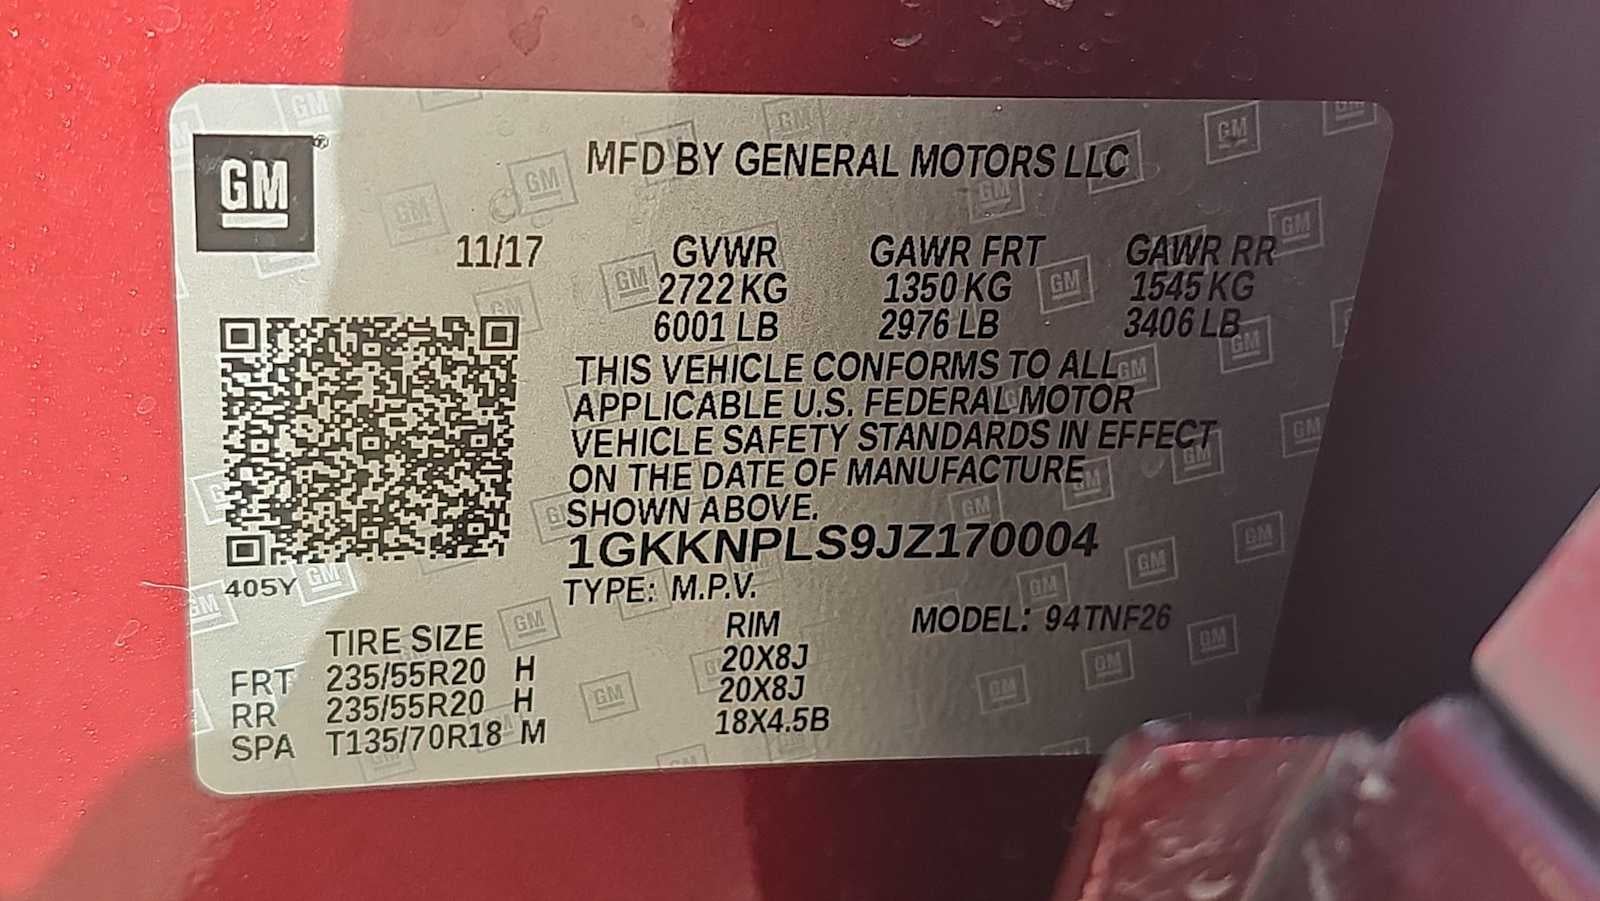 GM
MFD BY GENERAL MOTORS LLC
11/17 GVWR GAWR FRT GAWR RR
2722 KG 1350 KG 1545 KG
6001 LB 2976 LB 3406 LB
THIS VEHICLE CONFORMS TO ALL
APPLICABLE U.S. FEDERAL MOTOR
VEHICLE SAFETY STANDARDS IN EFFECT
ON THE DATE OF MANUFACTURE
SHOWN ABOVE.
1GKKNPLS9JZ170004
405Y
TYPE: M.P.V.
TIRE SIZE RIM MODEL: 94TNF26
FRT 235/55R20 H 20X8J
RR 235/55R20 H 20X8J
SPA T135/70R18 M 18X4.5B